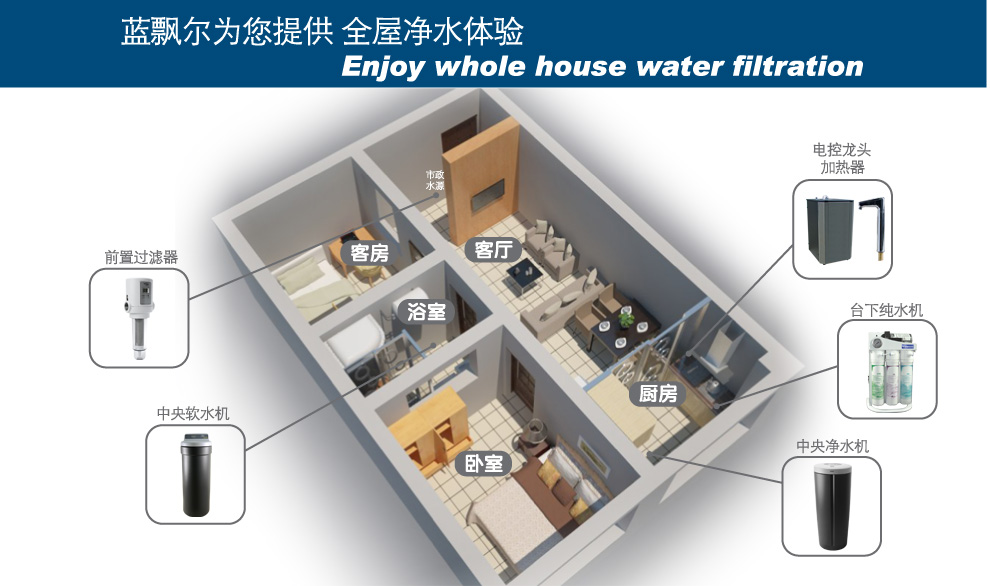 蓝飘尔为您提供 全屋净水体验
Enjoy whole house water filtration
电控龙头
加热器
市政
水源
客房
客厅
前置过滤器
浴室
台下纯水机
厨房
中央软水机
中央净水机
卧室